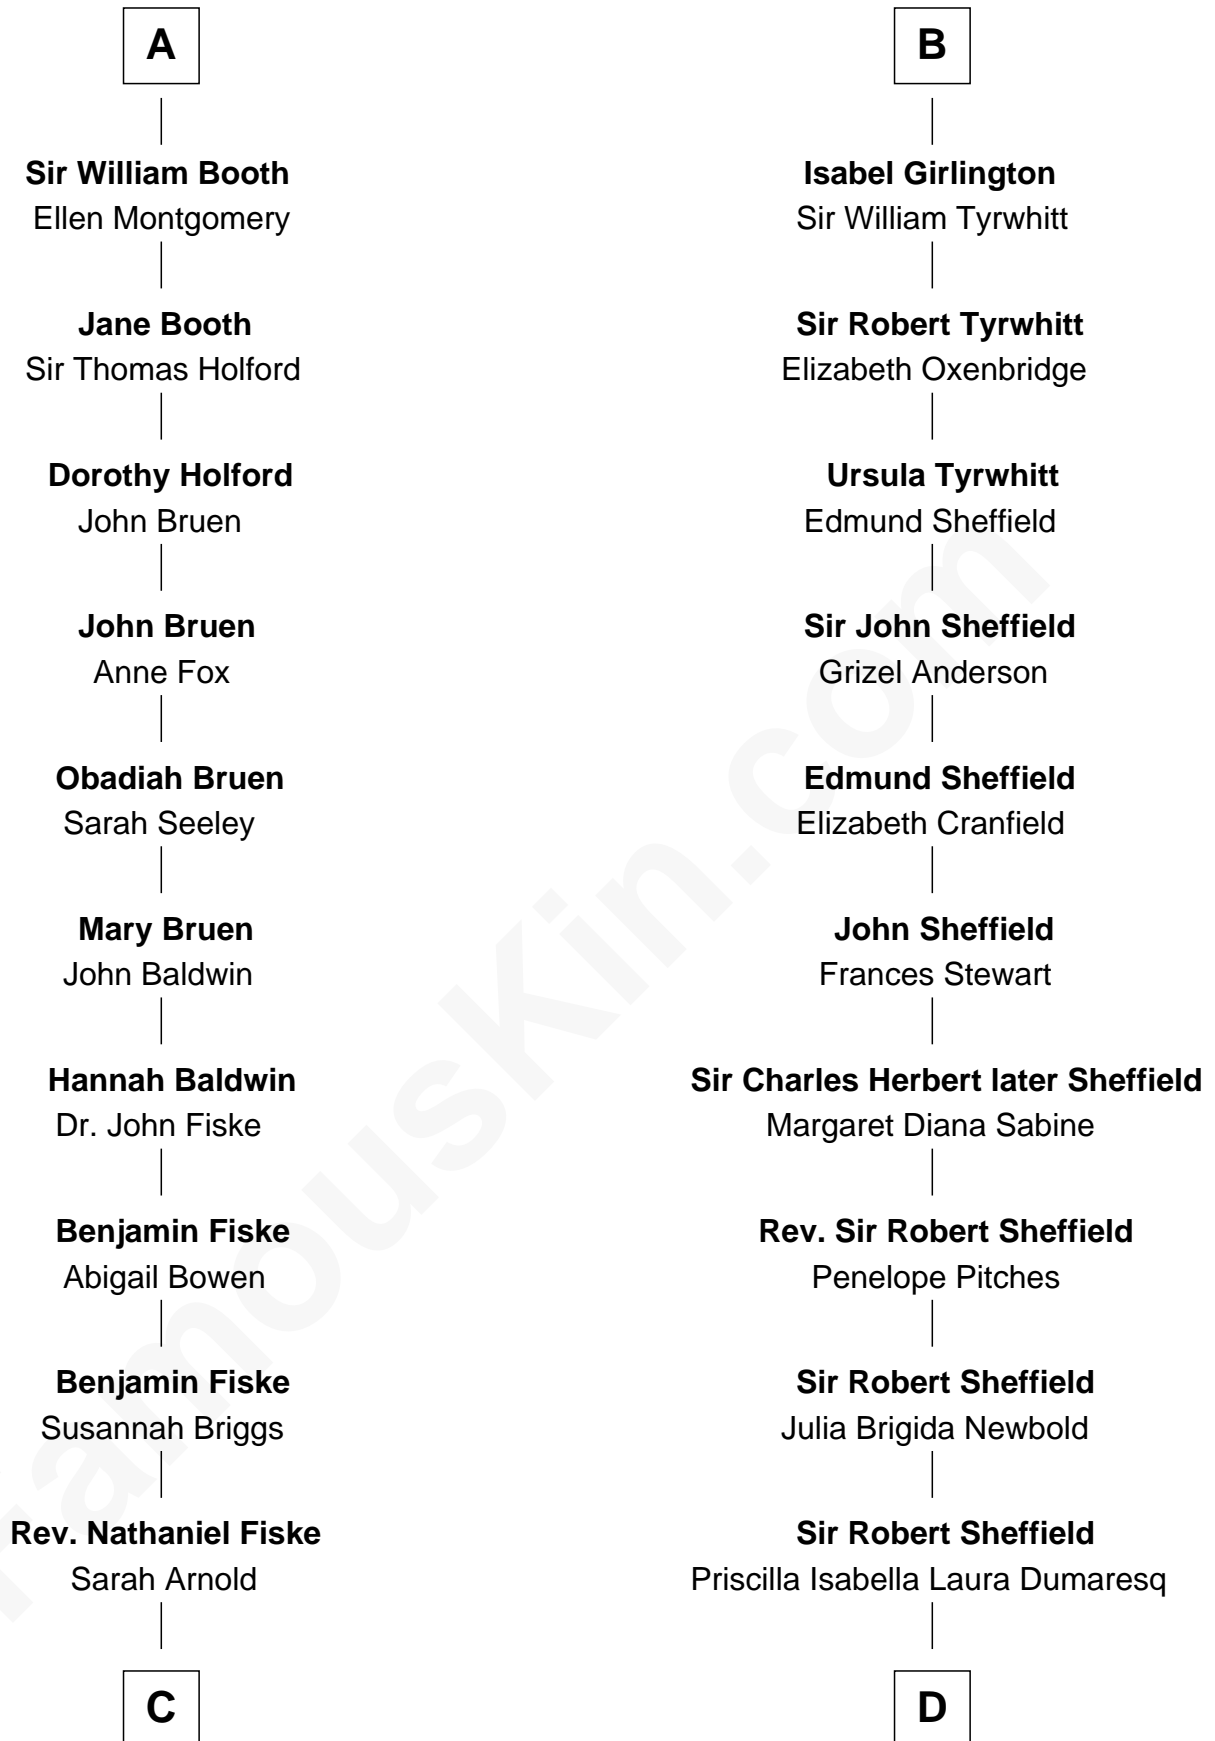 A
Sir William Booth
Ellen Montgomery
Jane Booth
Sir Thomas Holford
Dorothy Holford
John Bruen
John Bruen
Anne Fox
Obadiah Bruen
Sarah Seeley
Mary Bruen
John Baldwin
Hannah Baldwin
Dr. John Fiske
Benjamin Fiske
Abigail Bowen
Benjamin Fiske
Susannah Briggs
Rev. Nathaniel Fiske
Sarah Arnold
C
B
Isabel Girlington
Sir William Tyrwhitt
Sir Robert Tyrwhitt
Elizabeth Oxenbridge
Ursula Tyrwhitt
Edmund Sheffield
Sir John Sheffield
Grizel Anderson
Edmund Sheffield
Elizabeth Cranfield
John Sheffield
Frances Stewart
Sir Charles Herbert later Sheffield
Margaret Diana Sabine
Rev. Sir Robert Sheffield
Penelope Pitches
Sir Robert Sheffield
Julia Brigida Newbold
Sir Robert Sheffield
Priscilla Isabella Laura Dumaresq
D
FamousKin.com